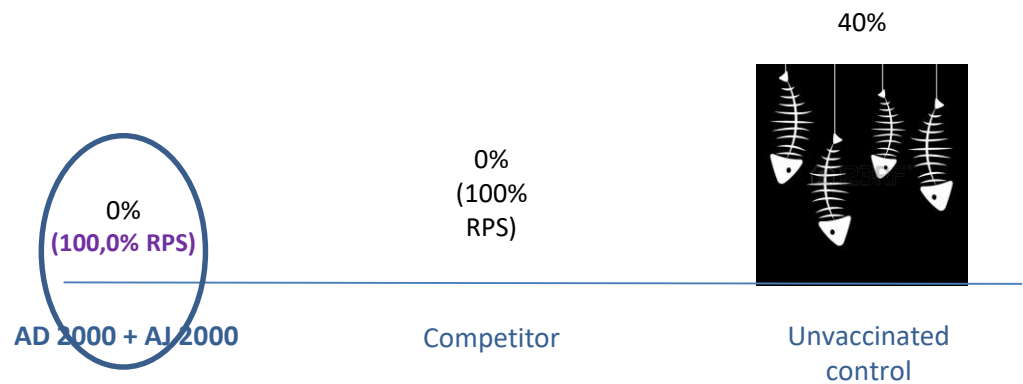 40%
0%
(100%
RPS)
0%
(100,0% RPS)
AD 2000 + AJ 2000
Competitor
Unvaccinated
control